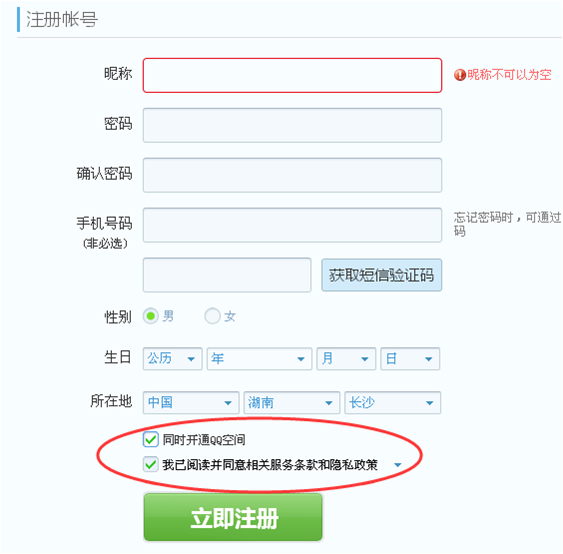 注册帐号
昵称
昵称不可以为空
密码
确认密码
手机号码
(非必选)
忘记密码时，可通过
码
获取短信验证码
性别 男 女
生日 公历 年 月 日
所在地 中国 湖南 长沙
同时开通QQ空间
我已阅读并同意相关服务条款和隐私政策
立即注册